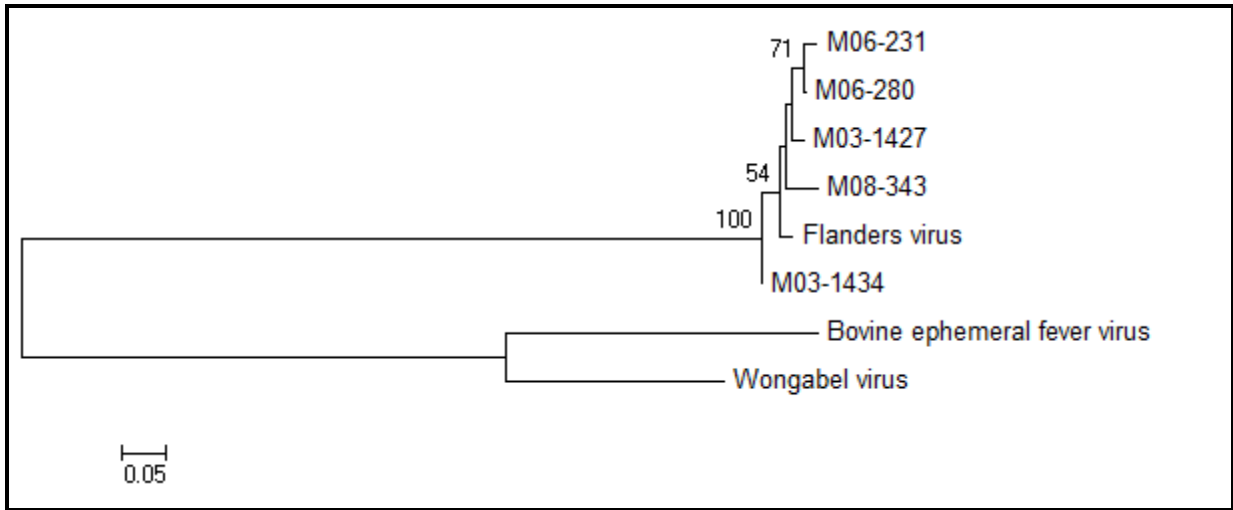 71
M06-231
M06-280
M03-1427
54
M08-343
100
Flanders virus
M03-1434
Bovine ephemeral fever virus
Wongabel virus
0.05